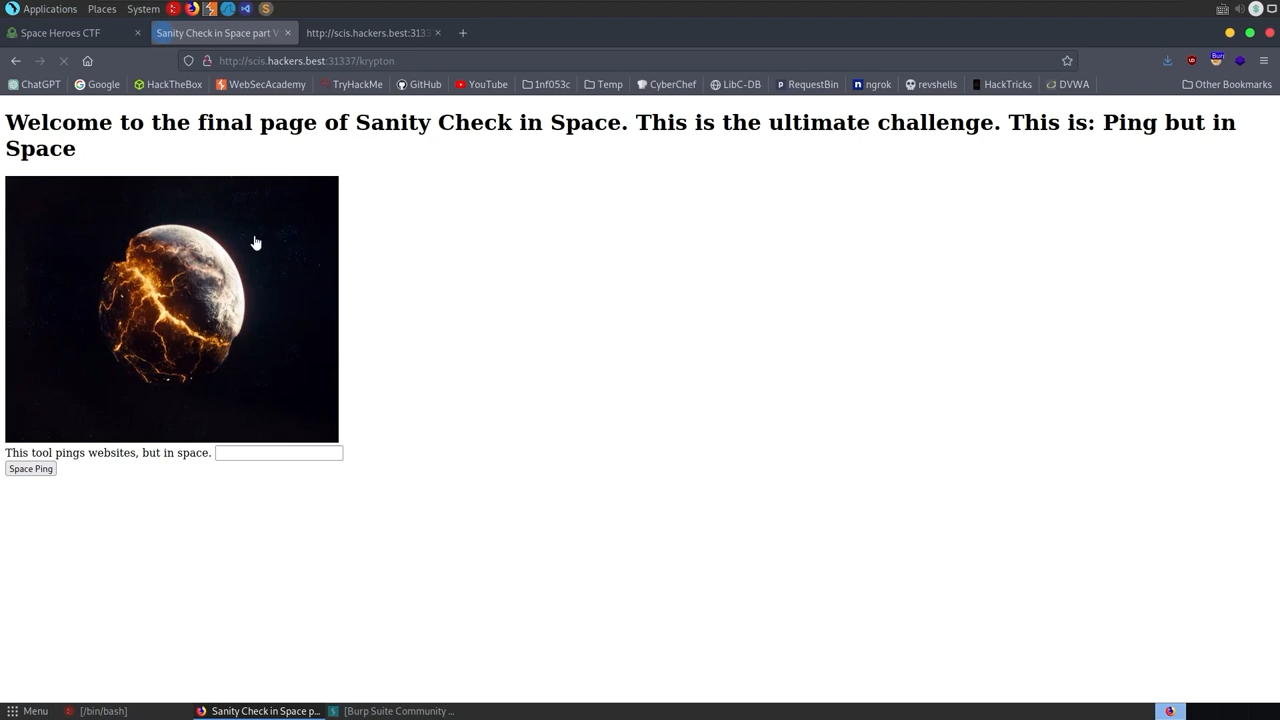 Applications Places System
Space Heroes CTF
Sanity Check in Space part V
http://scis.hackers.best:3133
http://scis.hackers.best:31337/krypton
ChatGPT Google HackTheBox WebSecAcademy TryHackMe GitHub YouTube 1nf053c Temp CyberChef LibC-DB RequestBin ngrok revshells HackTricks DVWA Other Bookmarks
Welcome to the final page of Sanity Check in Space. This is the ultimate challenge. This is: Ping but in
Space
This tool pings websites, but in space.
Space Ping
Menu [/bin/bash] Sanity Check in Space p... [Burp Suite Community ...